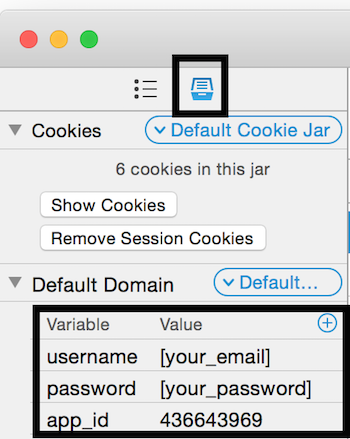 Cookies Default Cookie Jar
6 cookies in this jar
Show Cookies
Remove Session Cookies
Default Domain Default...
Variable Value
username [your_email]
password [your_password]
app_id 436643969